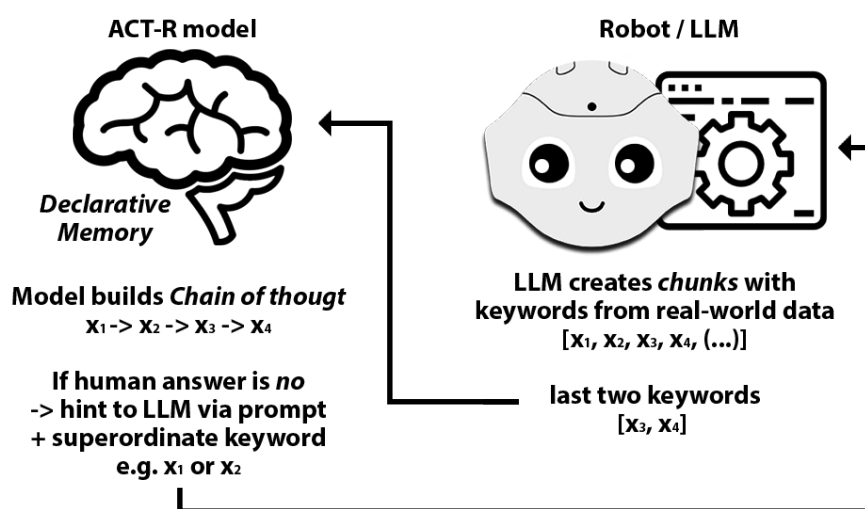 ACT-R model
Declarative
Memory
Model builds Chain of thougt
x₁ -> x₂ -> x₃ -> x₄
If human answer is no
-> hint to LLM via prompt
+ superordinate keyword
e.g. x₁ or x₂
Robot / LLM
LLM creates chunks with
keywords from real-world data
[x₁, x₂, x₃, x₄, (...)]
last two keywords
[x₃, x₄]